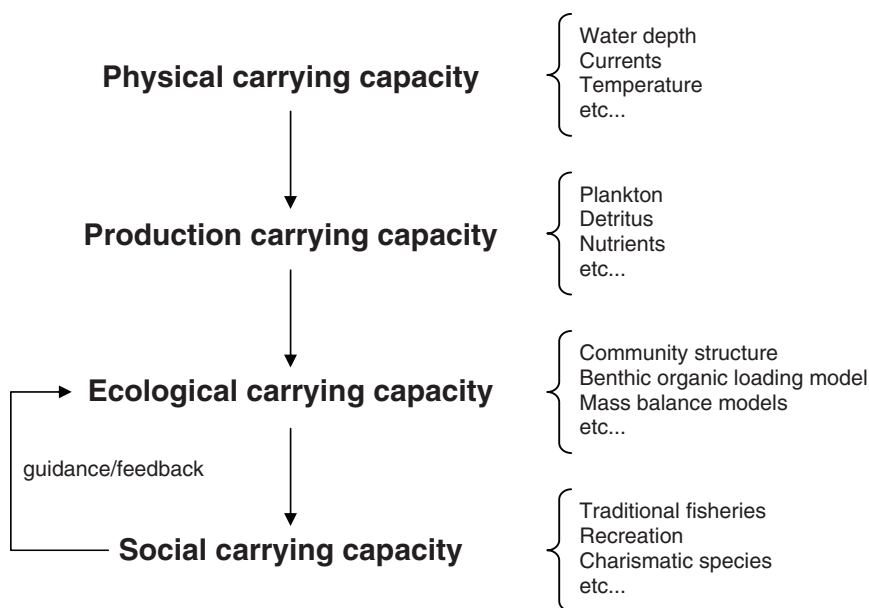 Physical carrying capacity
Water depth
Currents
Temperature
etc...
Production carrying capacity
Plankton
Detritus
Nutrients
etc...
Ecological carrying capacity
Community structure
Benthic organic loading model
Mass balance models
etc...
guidance/feedback
Social carrying capacity
Traditional fisheries
Recreation
Charismatic species
etc...